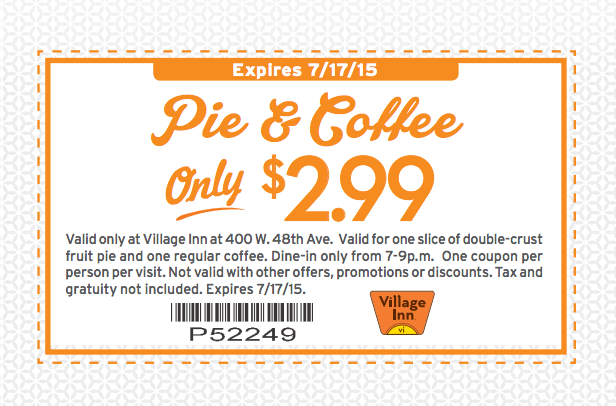 Expires 7/17/15
Pie & Coffee
Only $2.99
Valid only at Village Inn at 400 W. 48th Ave. Valid for one slice of double-crust
fruit pie and one regular coffee. Dine-in only from 7-9p.m. One coupon per
person per visit. Not valid with other offers, promotions or discounts. Tax and
gratuity not included. Expires 7/17/15.
P52249
Village
Inn
vi